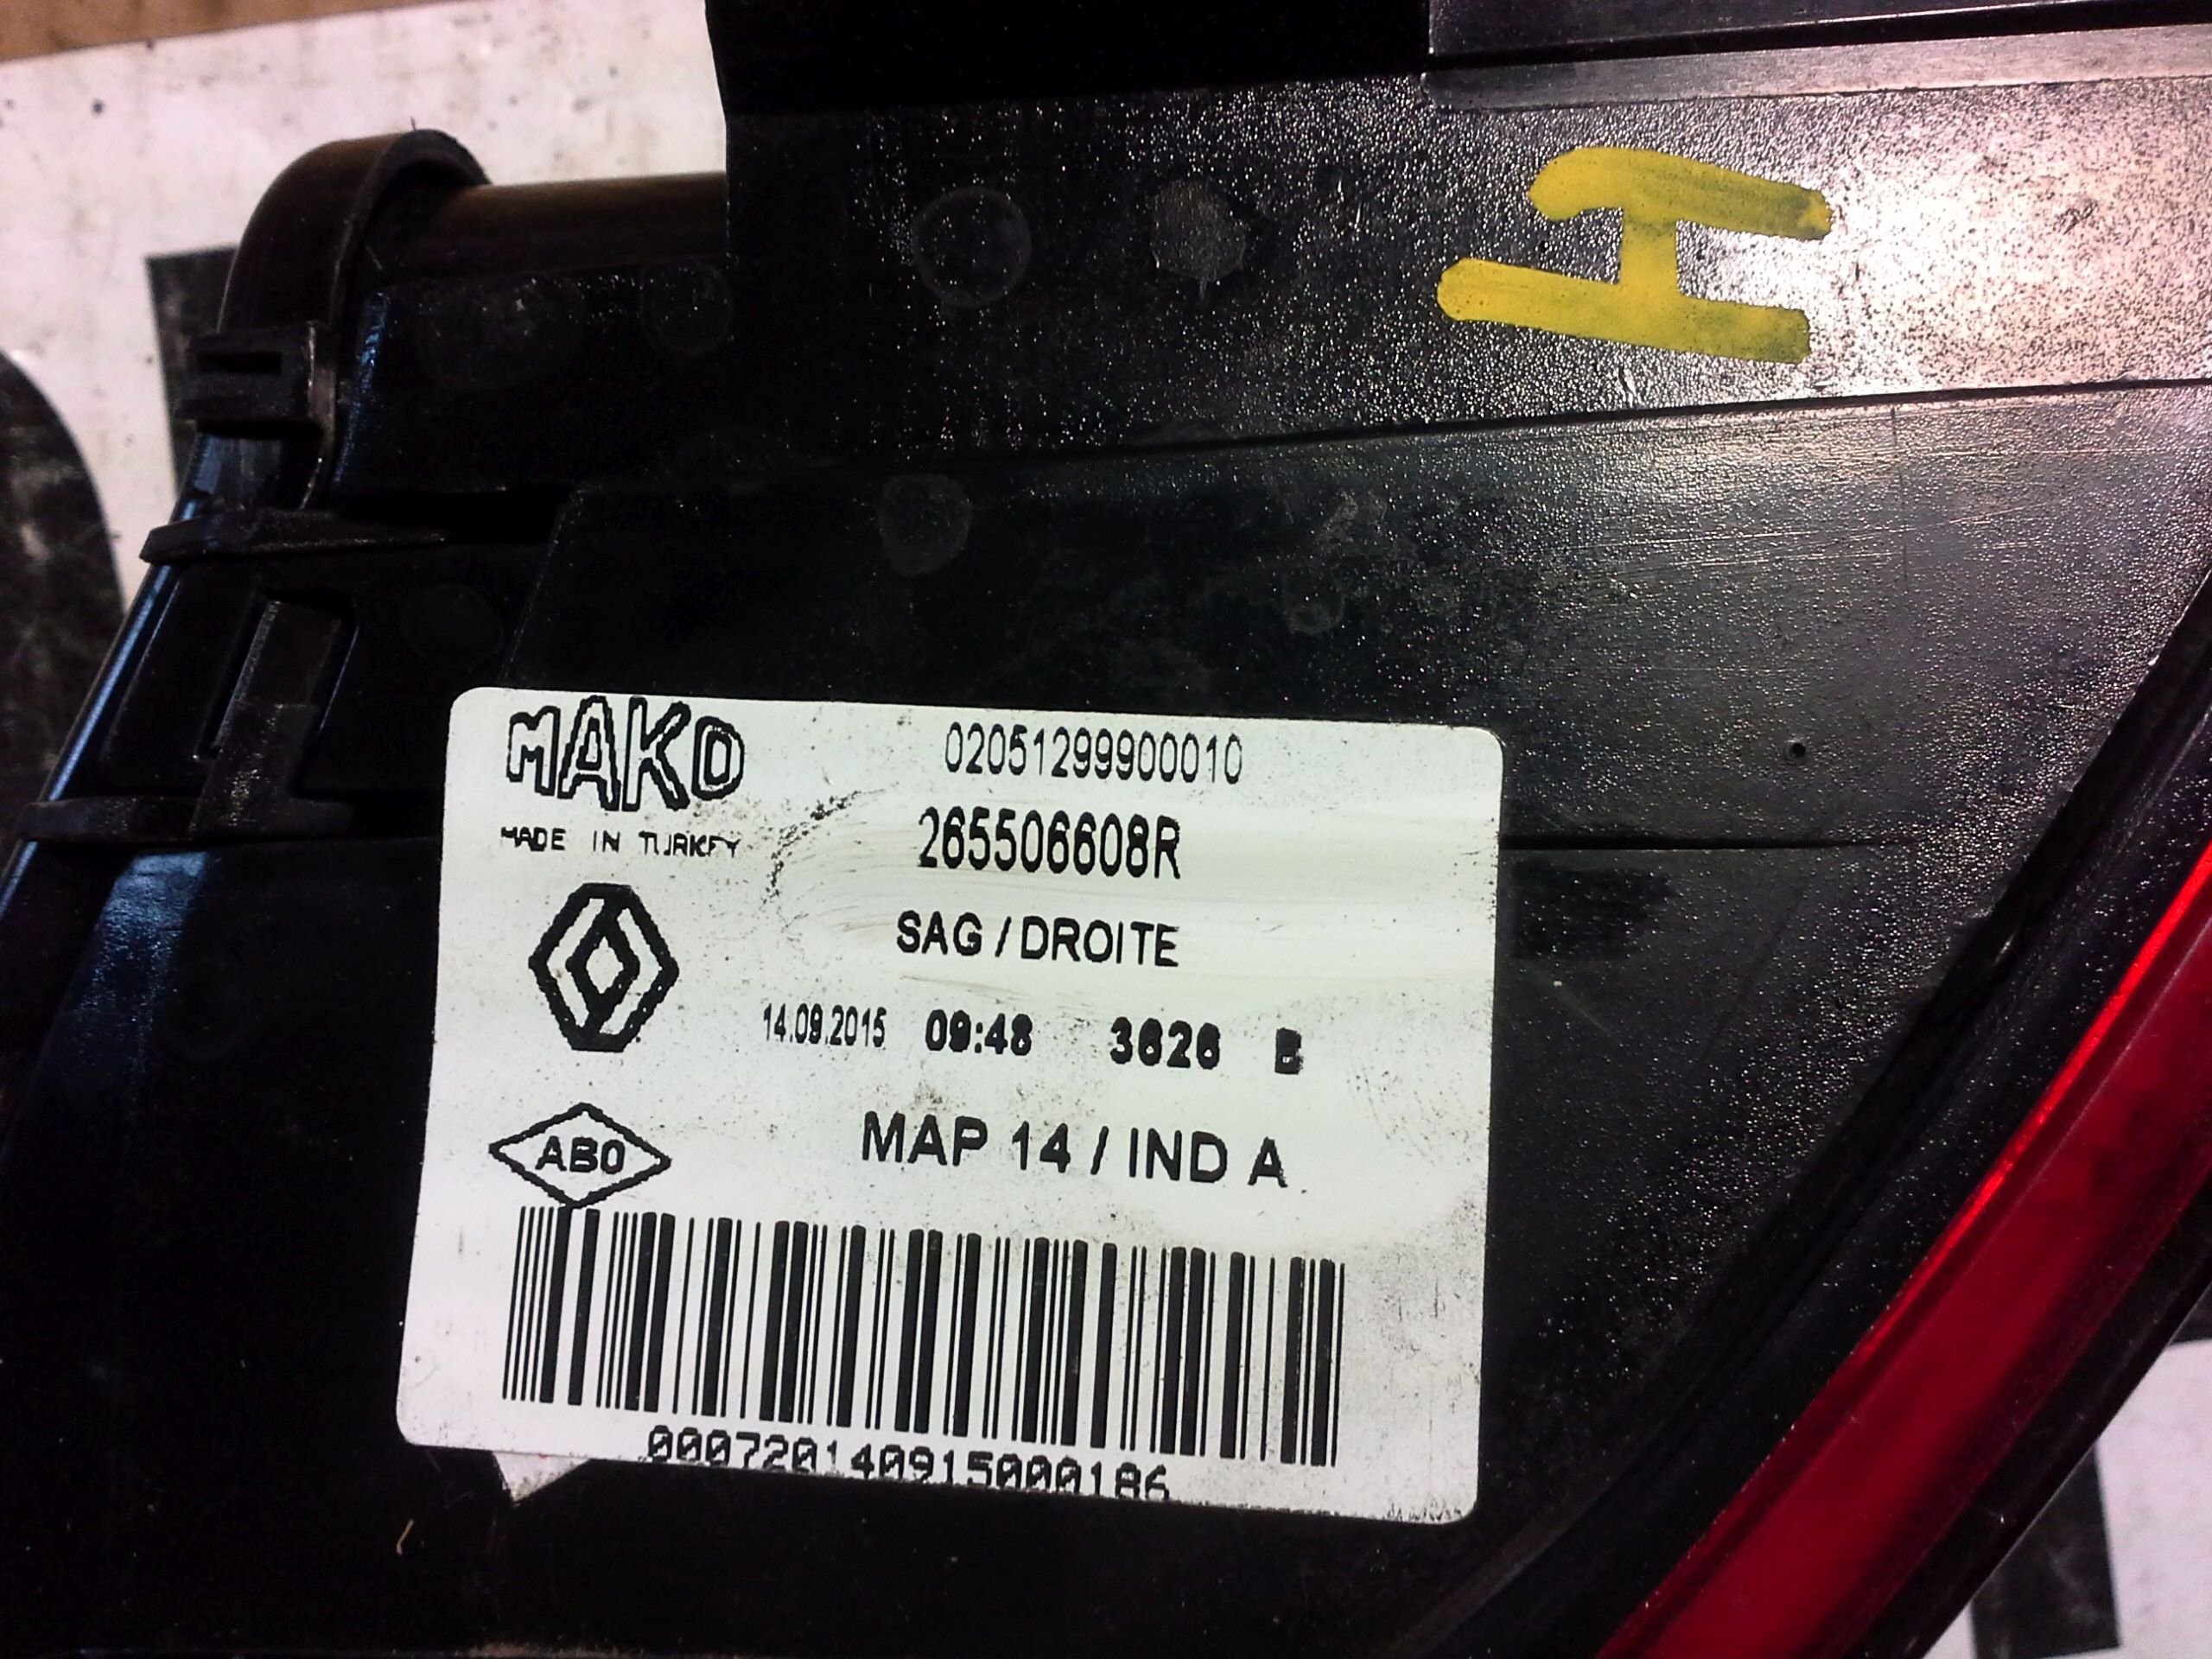 H
MAKO
02051299900010
MADE IN TURKEY
265506608R
SAG / DROITE
14.09.2015 09:48 3626 B
ABO
MAP 14 / IND A
000720140915000186